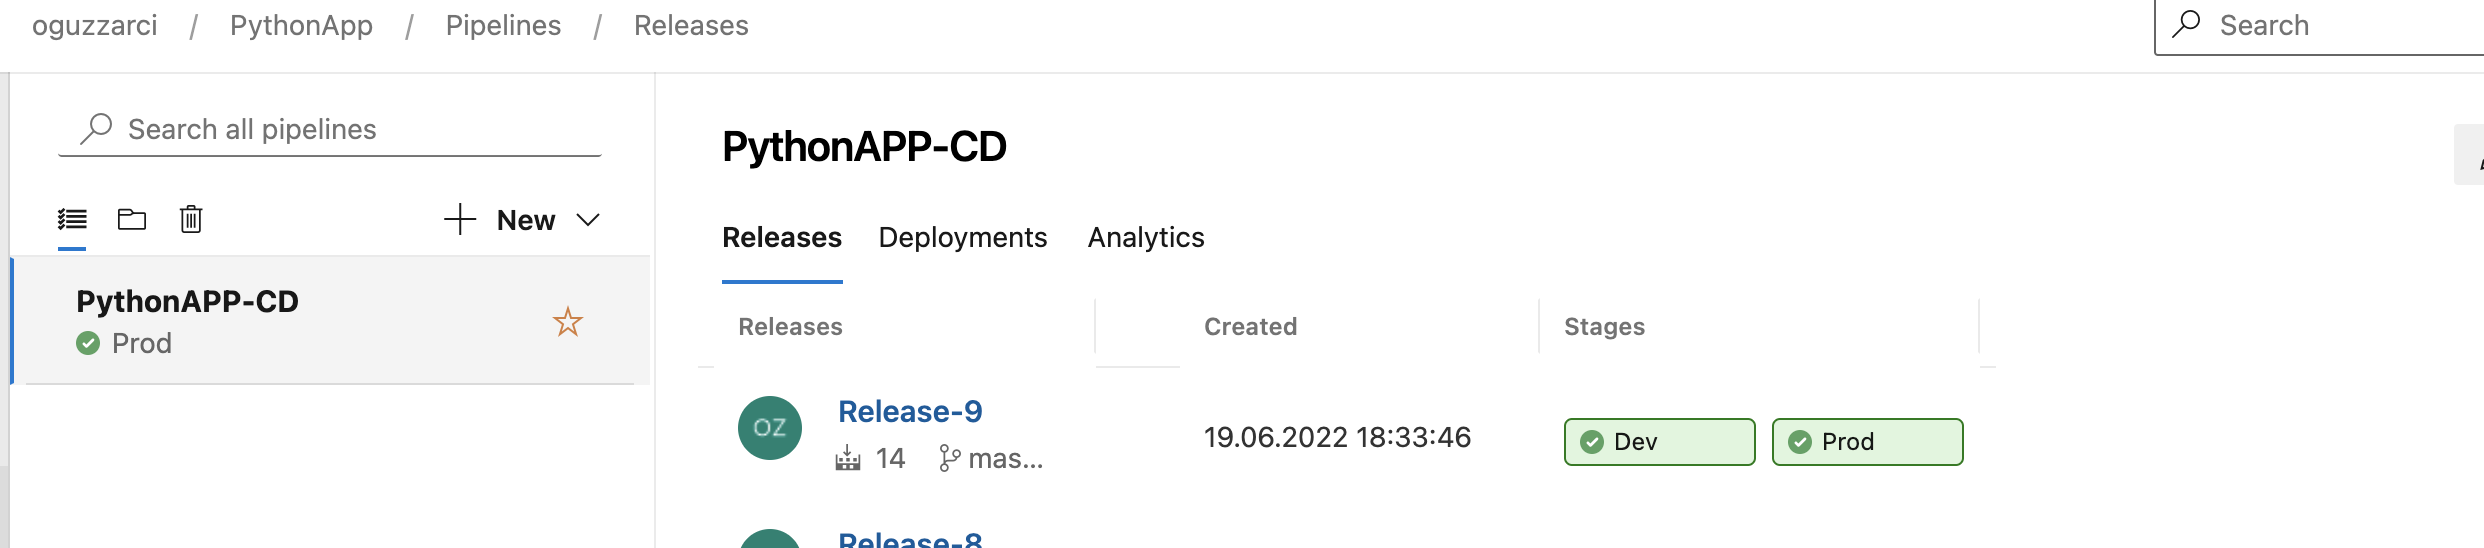 oguzzarci / PythonApp / Pipelines / Releases
Search
Search all pipelines
New
PythonAPP-CD
Prod
PythonAPP-CD
Releases Deployments Analytics
Releases Created Stages
OZ
Release-9
14 mas...
19.06.2022 18:33:46
Dev
Prod
Release-8